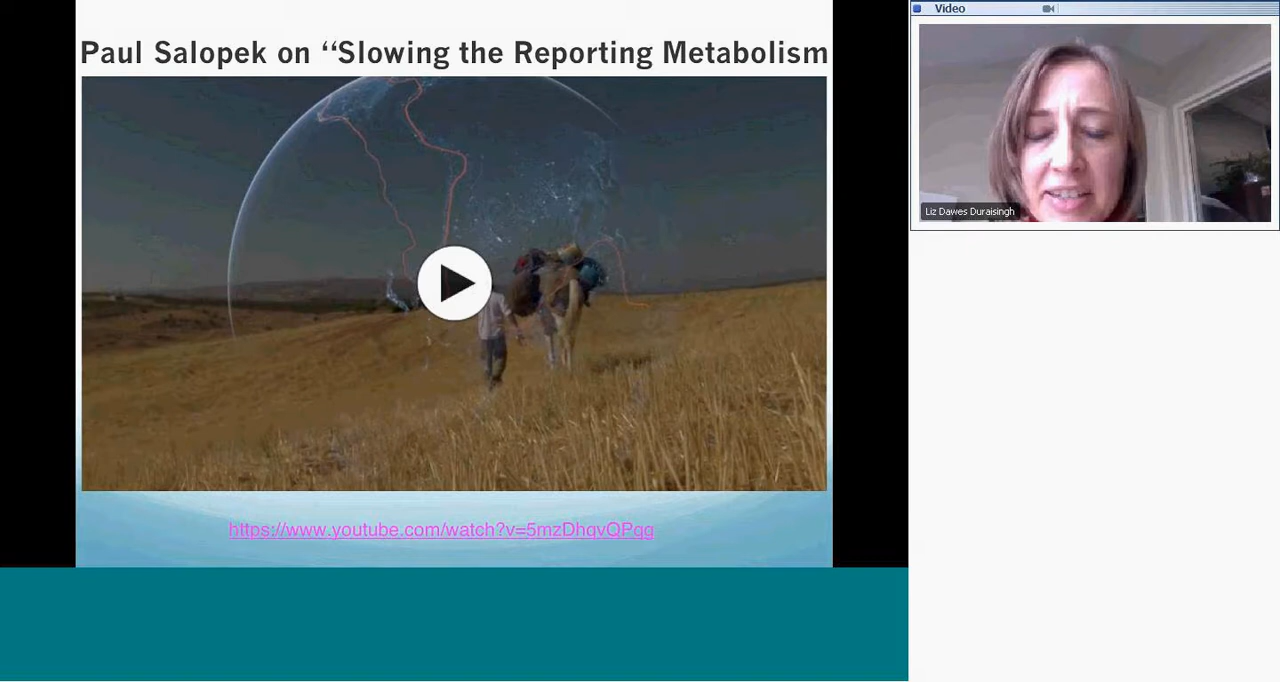 Paul Salopek on “Slowing the Reporting Metabolism
https://www.youtube.com/watch?v=5mzDhqvQPqg
Video
Liz Dawes Duraisingh